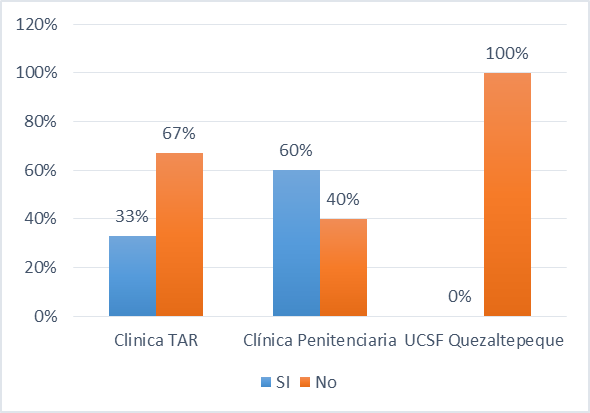 120%
100%
80%
60%
40%
20%
0%
33%
67%
60%
40%
0%
100%
Clinica TAR
Clínica Penitenciaria
UCSF Quezaltepeque
SI
No